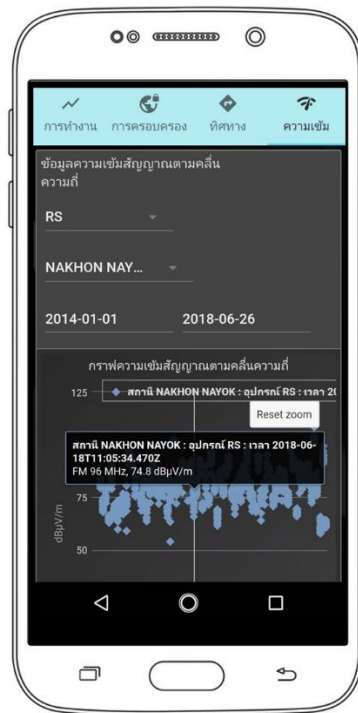 การทำงาน การครอบครอง ทิศทาง ความเข้ม
ข้อมูลความเข้มสัญญาณตามคลื่น
ความถี่
RS
NAKHON NAY...
2014-01-01 2018-06-26
กราฟความเข้มสัญญาณตามคลื่นความถี่
125
สถานี NAKHON NAYOK : อุปกรณ์ RS : เวลา 20
Reset zoom
สถานี NAKHON NAYOK : อุปกรณ์ RS : เวลา 2018-06-
18T11:05:34.470Z
FM 96 MHz, 74.8 dBµV/m
75
dBµV/m
50